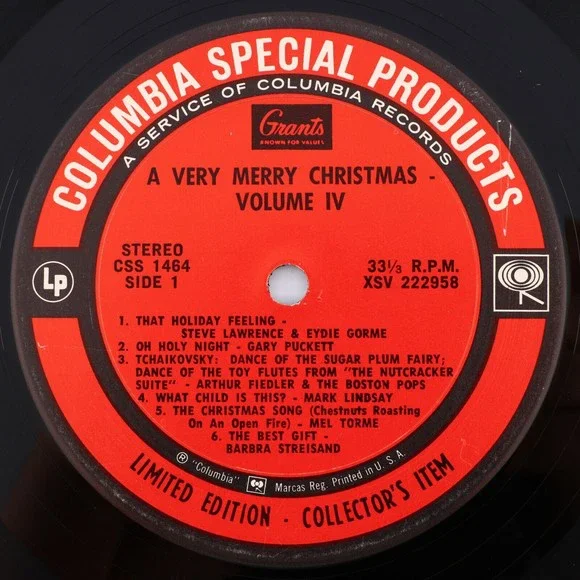 COLUMBIA SPECIAL PRODUCTS
A SERVICE OF COLUMBIA RECORDS
Grants
KNOWN FOR VALUES
A VERY MERRY CHRISTMAS -
VOLUME IV
STEREO
CSS 1464
SIDE 1
33⅓ R.P.M.
XSV 222958
Lp
1. THAT HOLIDAY FEELING -
STEVE LAWRENCE & EYDIE GORME
2. OH HOLY NIGHT - GARY PUCKETT
3. TCHAIKOVSKY: DANCE OF THE SUGAR PLUM FAIRY;
DANCE OF THE TOY FLUTES FROM "THE NUTCRACKER
SUITE" - ARTHUR FIEDLER & THE BOSTON POPS
4. WHAT CHILD IS THIS? - MARK LINDSAY
5. THE CHRISTMAS SONG (Chestnuts Roasting
On An Open Fire) - MEL TORME
6. THE BEST GIFT -
BARBRA STREISAND
® "Columbia" Marcas Reg. Printed in U. S. A.
LIMITED EDITION - COLLECTOR'S ITEM